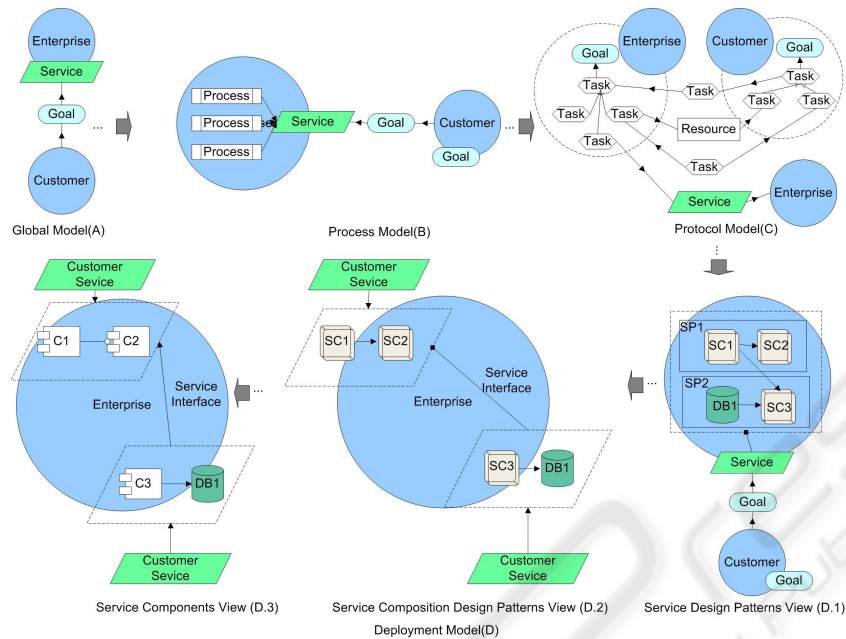 Enterprise
Service
Goal
...
Customer
Global Model(A)
Process
Process
se
Process
Service
Goal
Customer
Goal
...
Process Model(B)
Goal
Enterprise
Customer
Goal
Task
Task
Task
Task
Task
Task
Task
Task
Resource
Task
Task
Service
Enterprise
Protocol Model(C)
...
Customer
Sevice
C1
C2
Service
Interface
Enterprise
C3
DB1
Customer
Sevice
Service Components View (D.3)
...
Customer
Sevice
SC1
SC2
Service
Interface
Enterprise
SC3
DB1
Customer
Sevice
Service Composition Design Patterns View (D.2)
...
SP1
SC1
SC2
SP2
DB1
SC3
Service
Goal
Customer
Goal
Service Design Patterns View (D.1)
Deployment Model(D)